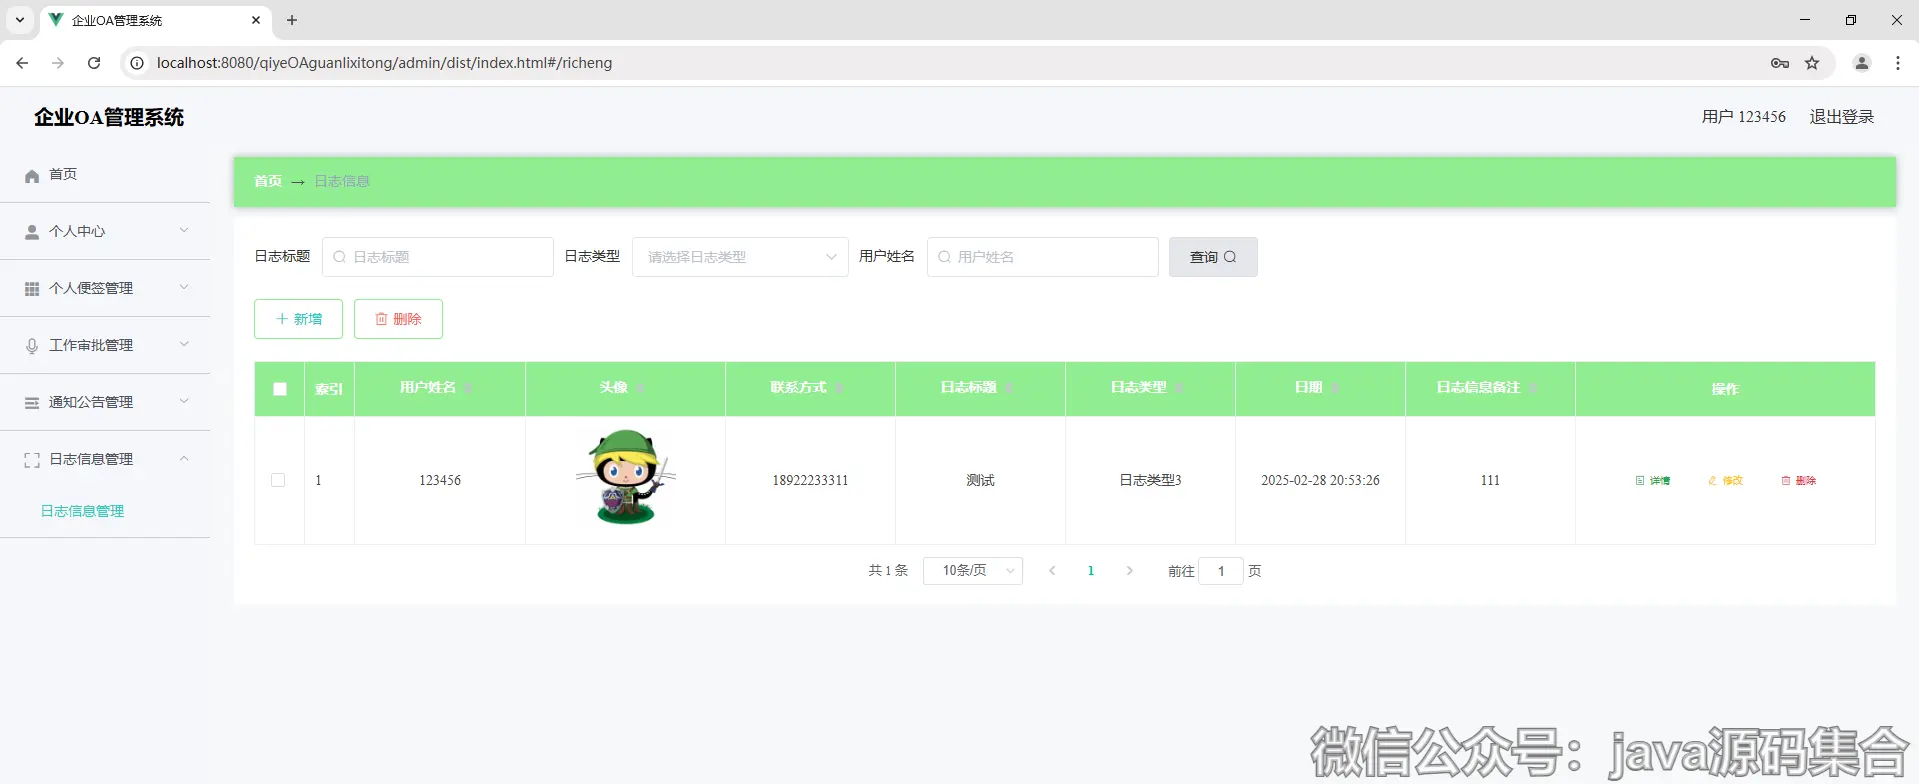 企业OA管理系统
localhost:8080/qiyeOAguanlixitong/admin/dist/index.html#/richeng
企业OA管理系统
用户 123456 退出登录
首页
个人中心
个人便签管理
工作审批管理
通知公告管理
日志信息管理
日志信息管理
首页 → 日志信息
日志标题 日志标题 日志类型 请选择日志类型 用户姓名 用户姓名 查询
新增 删除
索引 用户姓名 头像 联系方式 日志标题 日志类型 日期 日志信息备注 操作
1 123456 18922233311 测试 日志类型3 2025-02-28 20:53:26 111 详情 修改 删除
共 1 条 10条/页 1 前往 1 页
微信公众号：java源码集合